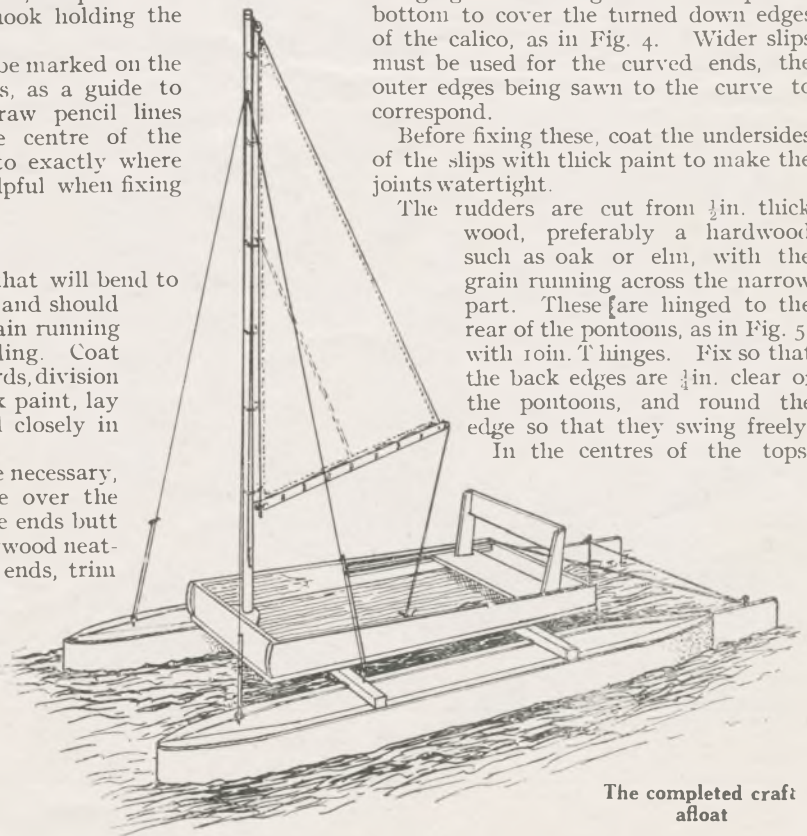 hook holding the
be marked on the
s, as a guide to
raw pencil lines
e centre of the
to exactly where
lpful when fixing
hat will bend to
and should
ain running
ling. Coat
rds, division
k paint, lay
l closely in
e necessary,
e over the
e ends butt
wood neat-
ends, trim
bottom to cover the turned down edges
of the calico, as in Fig. 4. Wider slips
must be used for the curved ends, the
outer edges being sawn to the curve to
correspond.
Before fixing these, coat the undersides
of the slips with thick paint to make the
joints watertight.
The rudders are cut from ½in. thick
wood, preferably a hardwood
such as oak or elm, with the
grain running across the narrow
part. These are hinged to the
rear of the pontoons, as in Fig. 5
with 10in. T hinges. Fix so that
the back edges are ¼in. clear of
the pontoons, and round the
edge so that they swing freely
In the centres of the tops
The completed craft
afloat